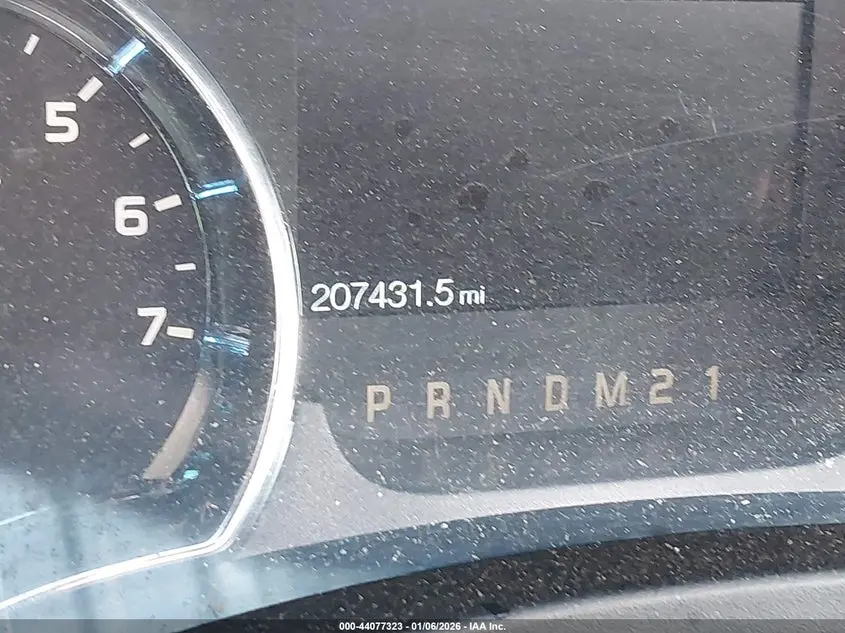 5
6
7
207431.5 mi
P R N D M 2 1
000-44077323 - 01/06/2026 - IAA Inc.